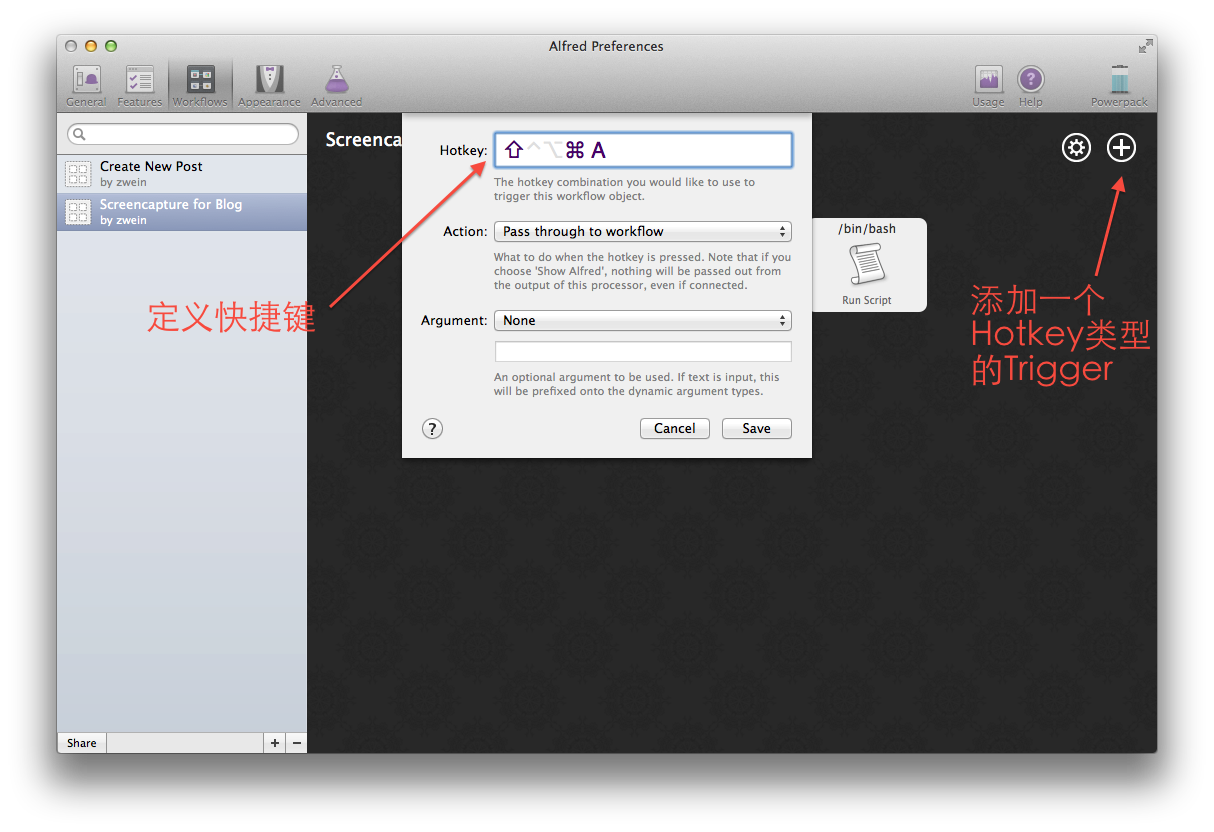 Alfred Preferences
General Features Workflows Appearance Advanced Usage Help Powerpack
Create New Post
by zwein
Screencapture for Blog
by zwein
Share + −
Screenca
Hotkey: ⇧⌃⌥⌘ A
The hotkey combination you would like to use to
trigger this workflow object.
Action: Pass through to workflow
What to do when the hotkey is pressed. Note that if you
choose 'Show Alfred', nothing will be passed out from
the output of this processor, even if connected.
Argument: None
An optional argument to be used. If text is input, this
will be prefixed onto the dynamic argument types.
? Cancel Save
/bin/bash
Run Script
定义快捷键
添加一个
Hotkey类型
的Trigger